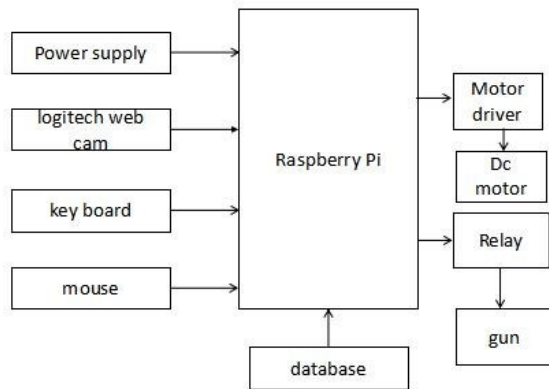 Power supply
logitech web
cam
key board
mouse
Raspberry Pi
database
Motor
driver
Dc
motor
Relay
gun